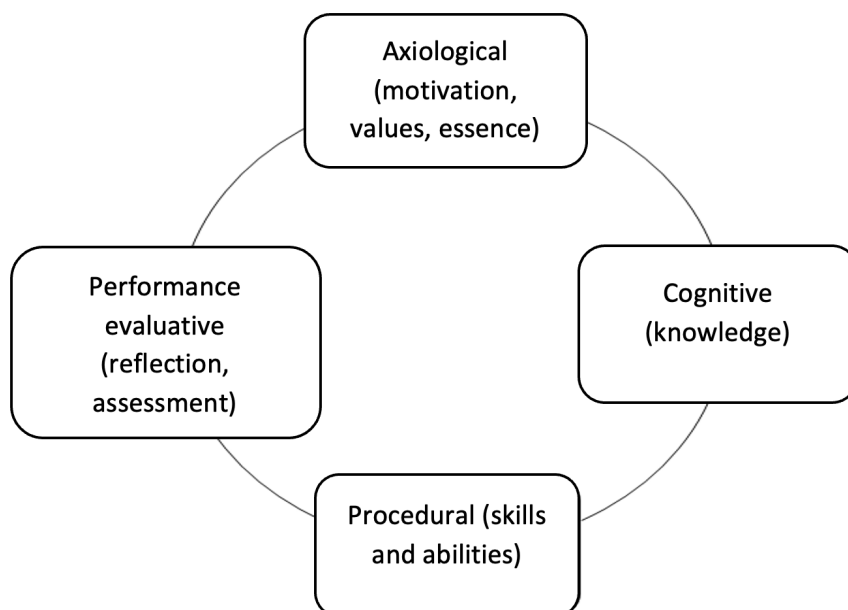 Axiological
(motivation,
values, essence)
Performance
evaluative
(reflection,
assessment)
Cognitive
(knowledge)
Procedural (skills
and abilities)